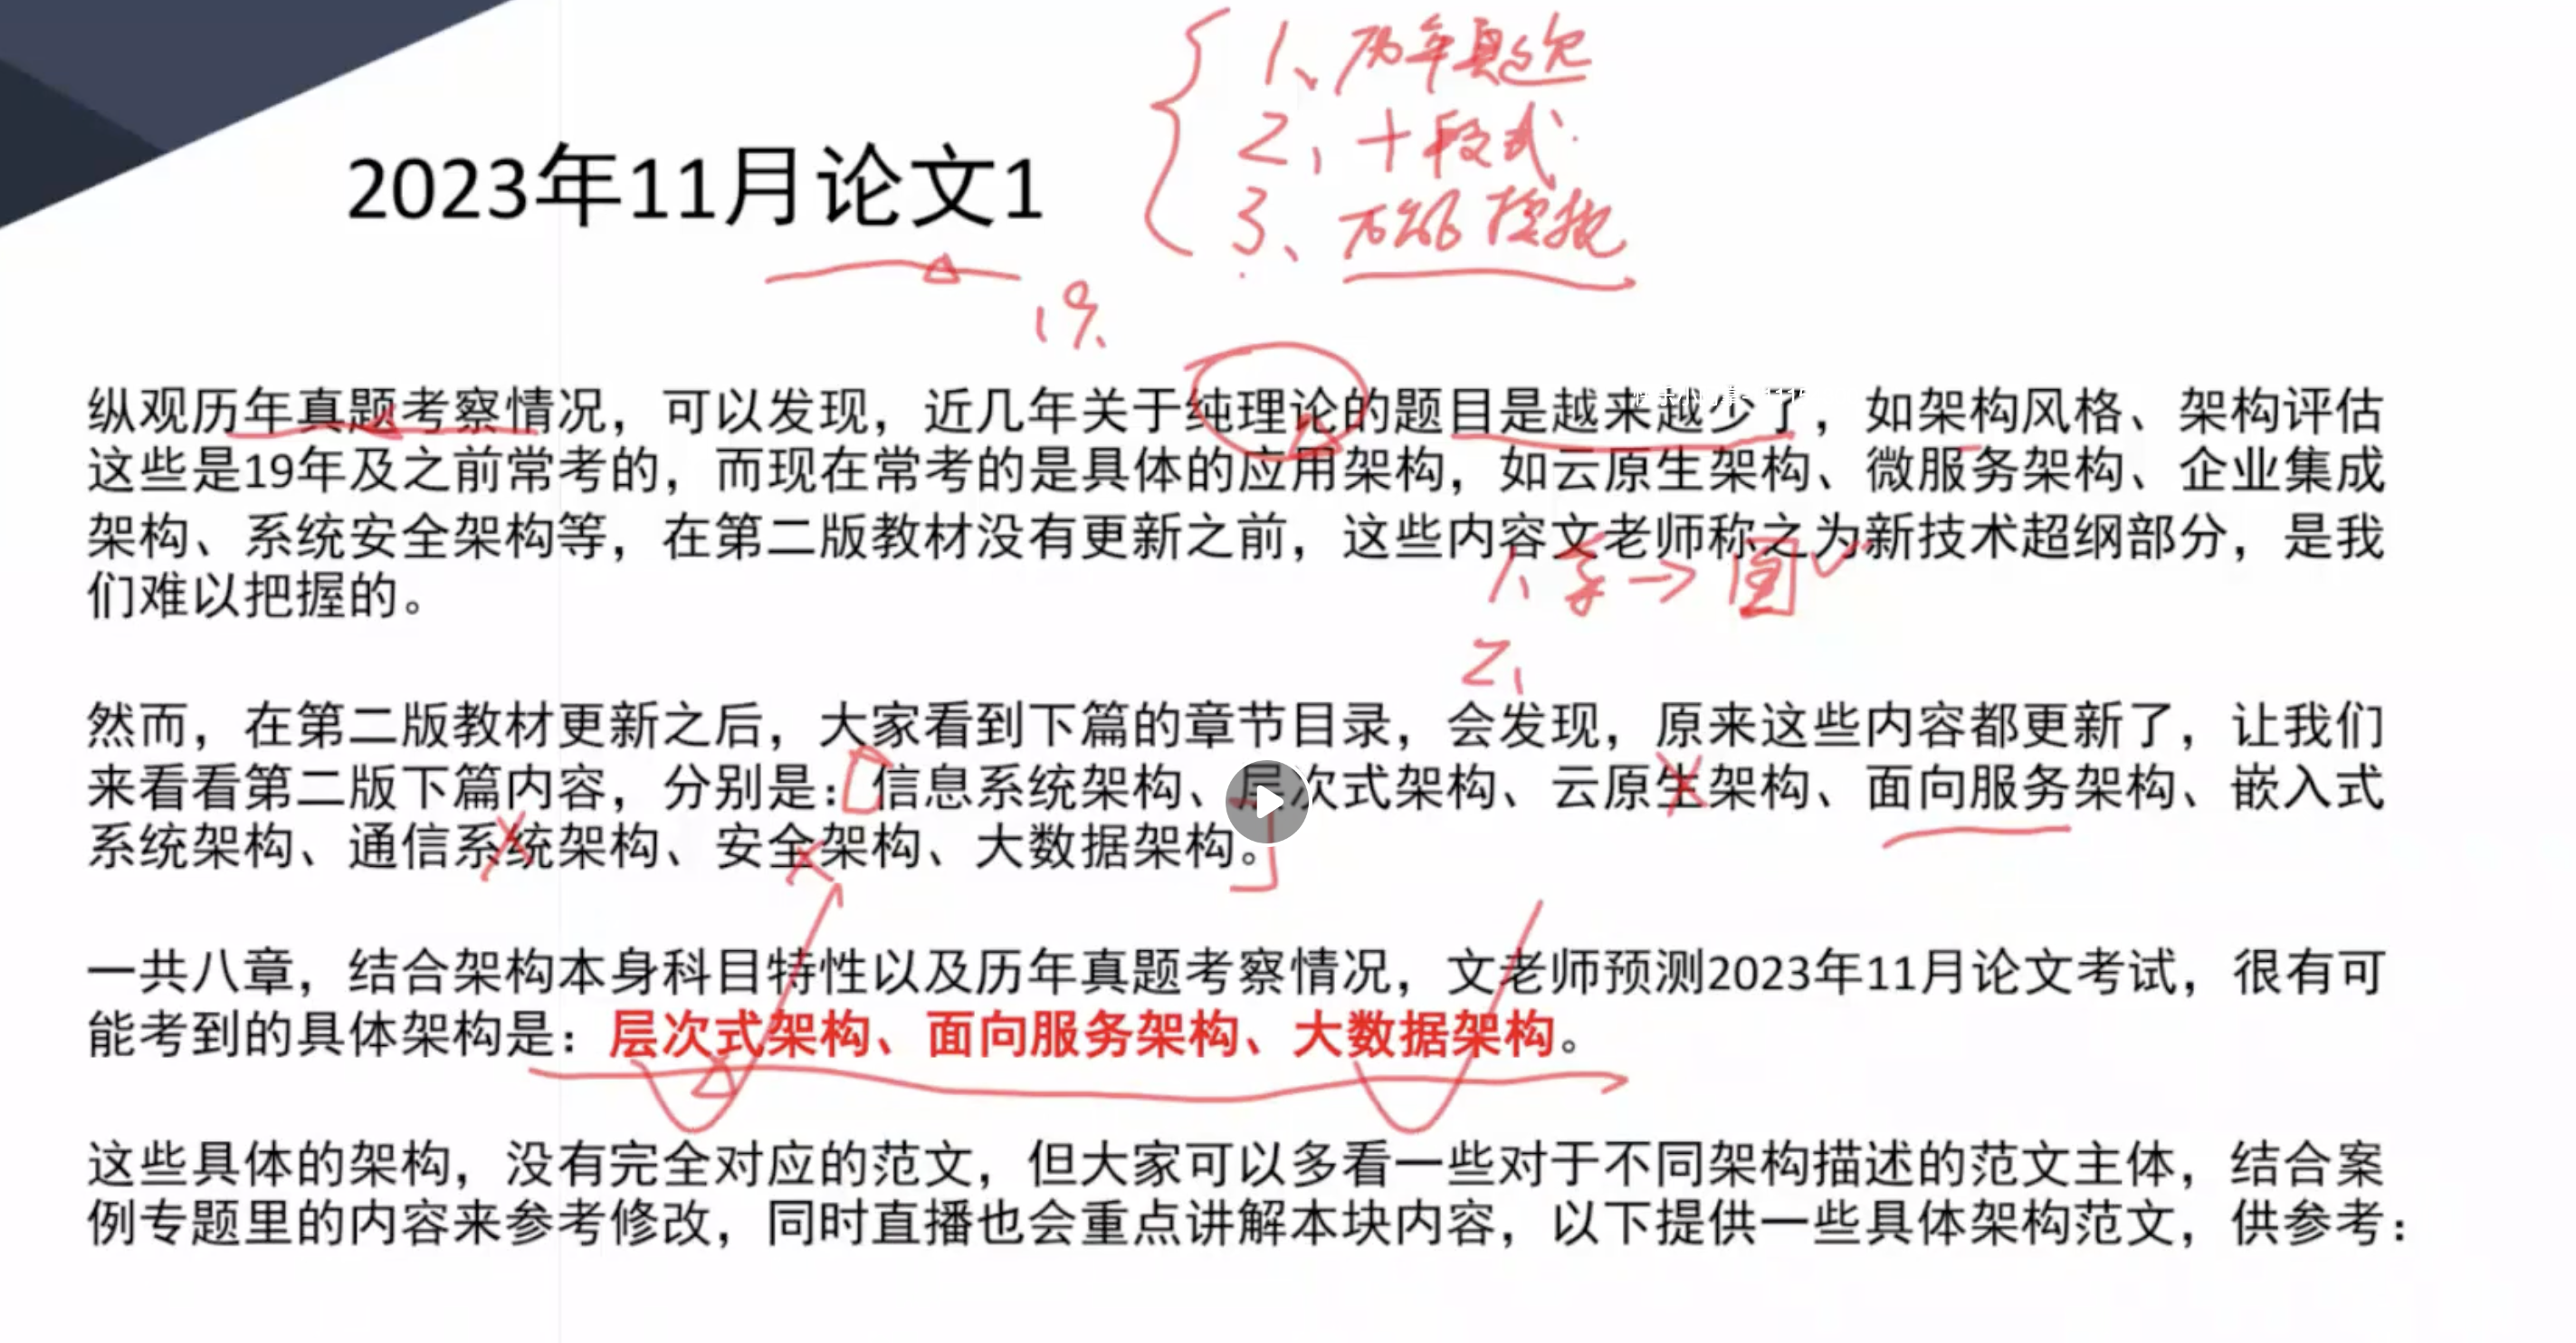 1、历年真题
2、十段式
2023年11月论文1
3、
19、
纵观历年真题考察情况，可以发现，近几年关于纯理论的题目是越来越少了，如架构风格、架构评估
这些是19年及之前常考的，而现在常考的是具体的应用架构，如云原生架构、微服务架构、企业集成
架构、系统安全架构等，在第二版教材没有更新之前，这些内容文老师称之为新技术超纲部分，是我
们难以把握的。
2、
然而，在第二版教材更新之后，大家看到下篇的章节目录，会发现，原来这些内容都更新了，让我们
来看看第二版下篇内容，分别是：信息系统架构、层次式架构、云原生架构、面向服务架构、嵌入式
系统架构、通信系统架构、安全架构、大数据架构。
一共八章，结合架构本身科目特性以及历年真题考察情况，文老师预测2023年11月论文考试，很有可
能考到的具体架构是：层次式架构、面向服务架构、大数据架构。
这些具体的架构，没有完全对应的范文，但大家可以多看一些对于不同架构描述的范文主体，结合案
例专题里的内容来参考修改，同时直播也会重点讲解本块内容，以下提供一些具体架构范文，供参考：